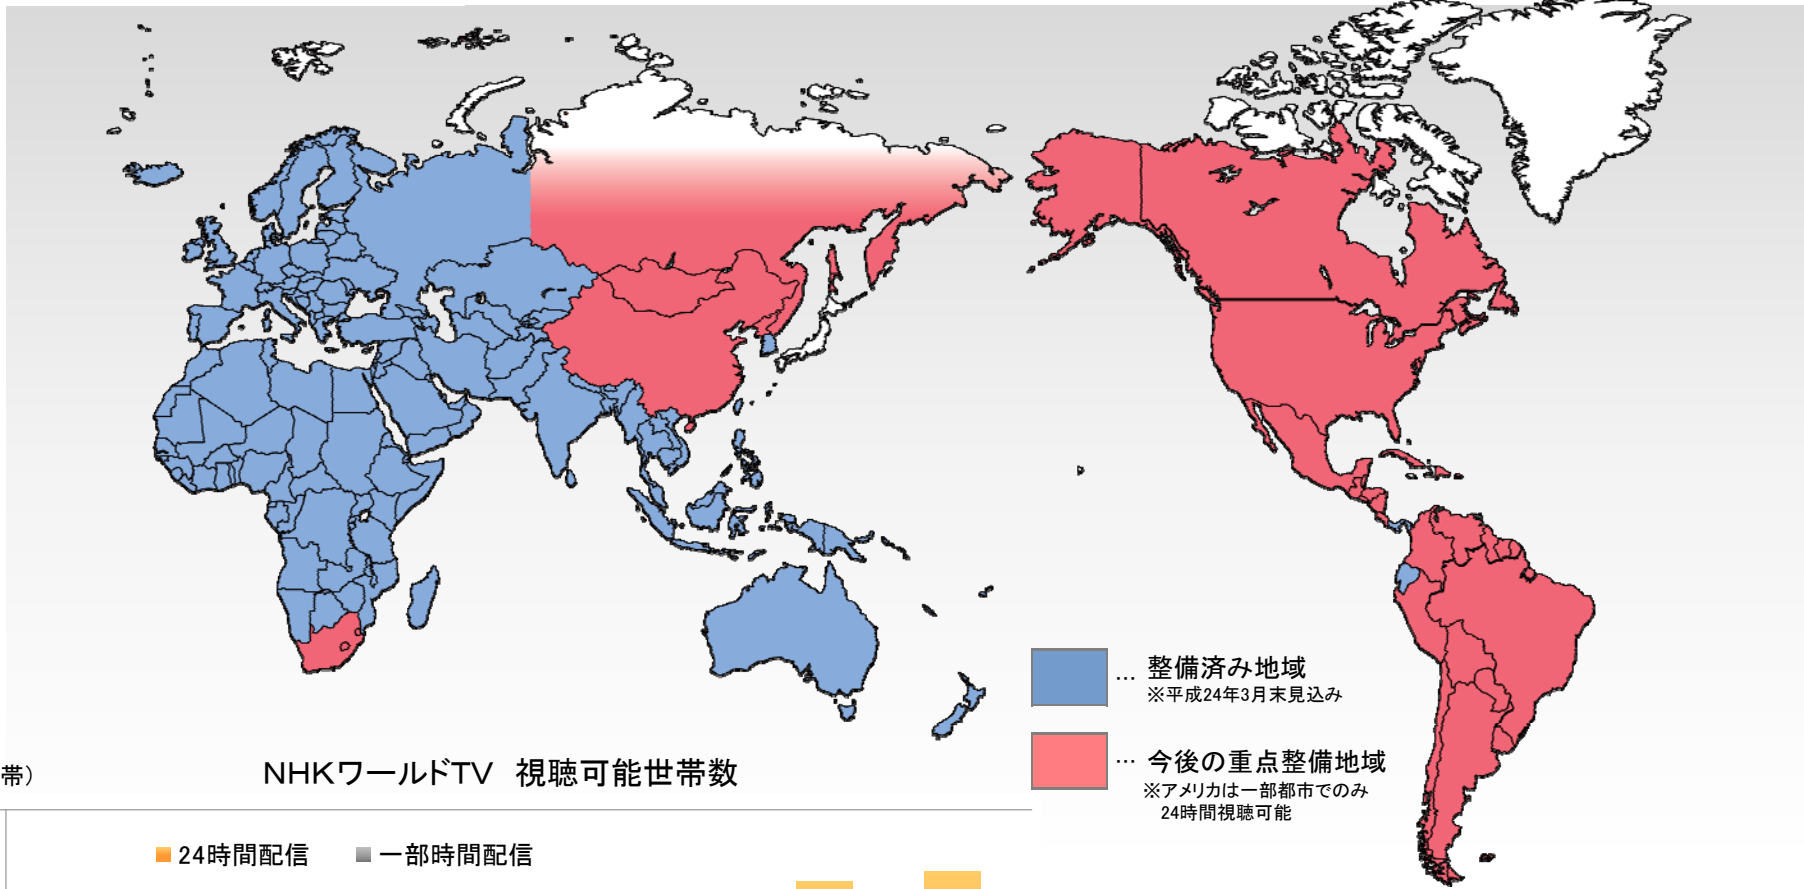 … 整備済み地域
※平成24年3月末見込み
… 今後の重点整備地域
※アメリカは一部都市でのみ
24時間視聴可能
帯)
NHKワールドTV 視聴可能世帯数
24時間配信 一部時間配信